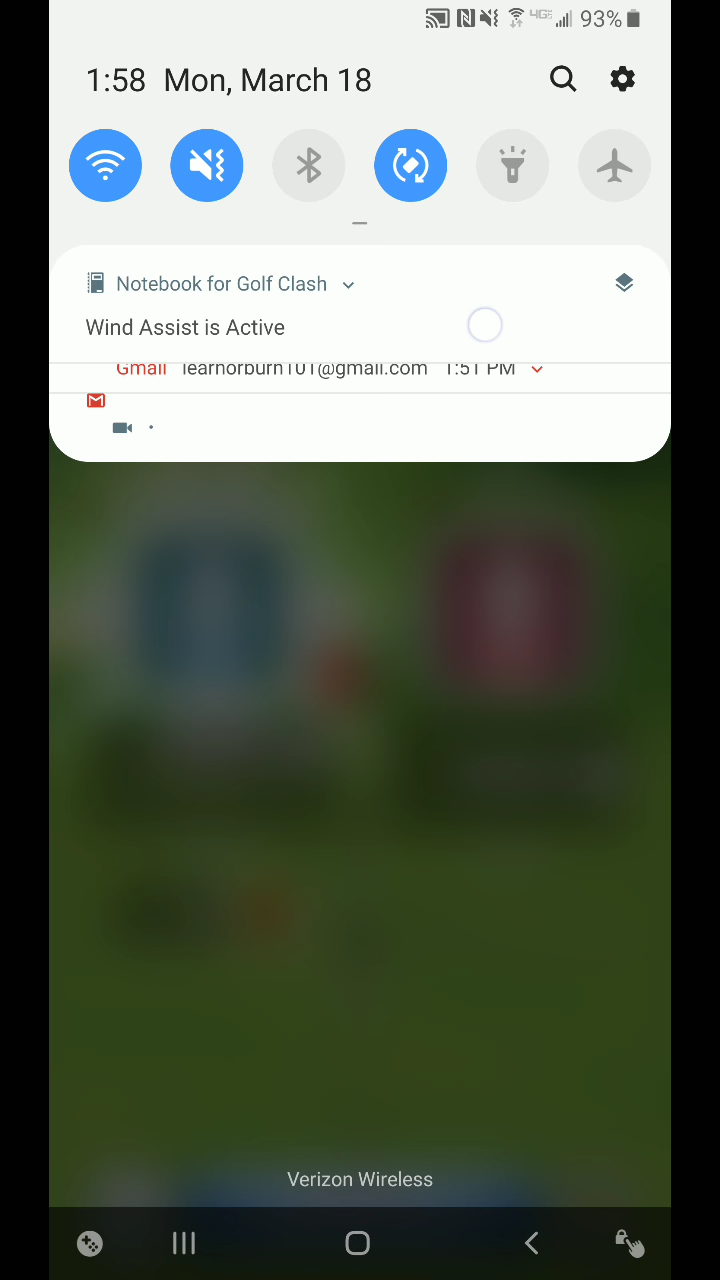 4GE 93%
1:58 Mon, March 18
Notebook for Golf Clash
Wind Assist is Active
Gmail learnorburn101@gmail.com 1:51 PM
Verizon Wireless